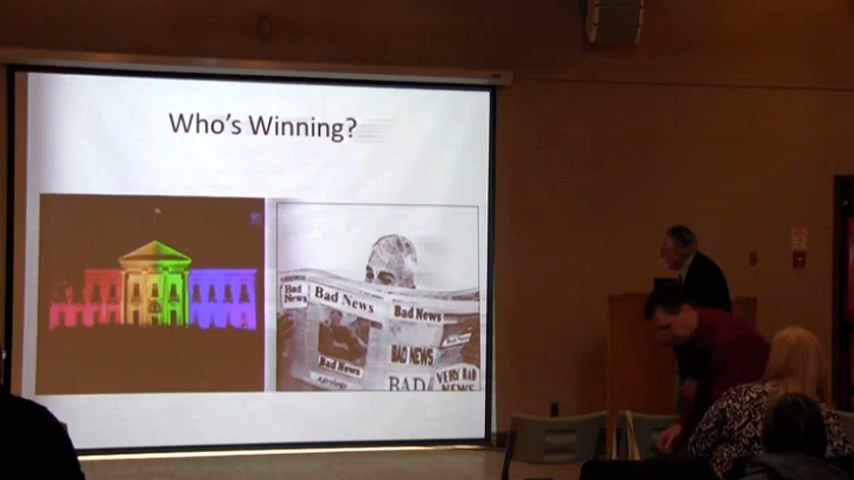 Who's Winning?
Bad
News
Bad News
Bad News
BAD NEWS
Bad News
BAD
VERY BAD
NEWS